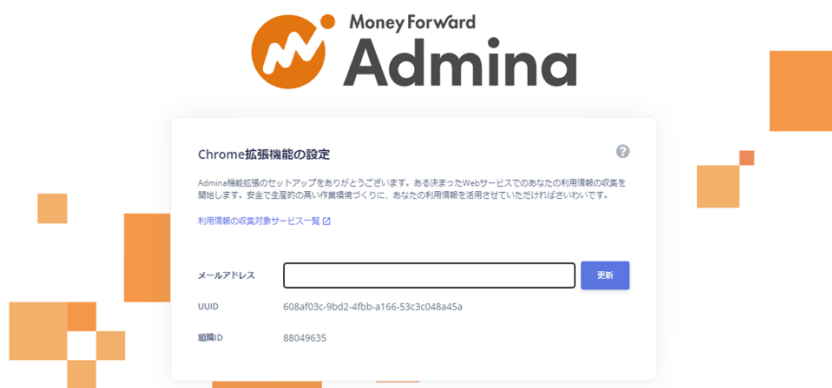 Money Forward
Admina
Chrome拡張機能の設定
Admina機能拡張のセットアップをありがとうございます。ある決まったWebサービスでのあなたの利用情報の収集を
開始します。安全で生産的の高い作業環境づくりに、あなたの利用情報を活用させていただければさいわいです。
利用情報の収集対象サービス一覧
メールアドレス
更新
UUID 608af03c-9bd2-4fbb-a166-53c3c048a45a
組織ID 88049635